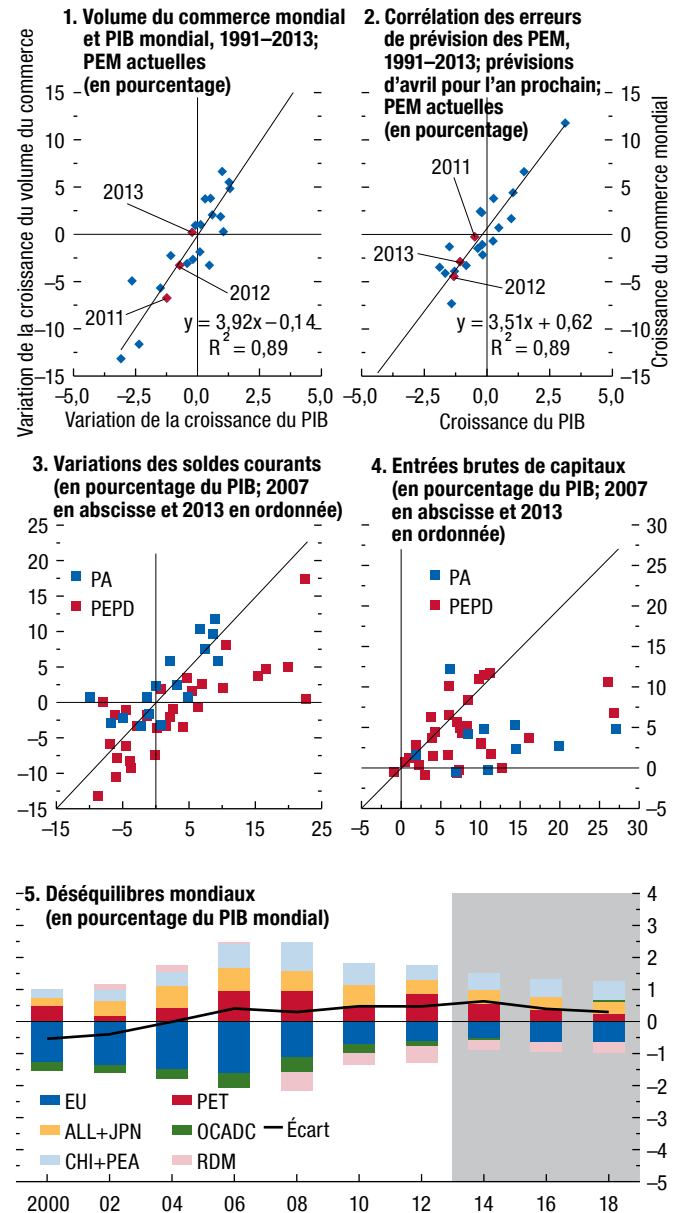 1. Volume du commerce mondial
et PIB mondial, 1991–2013;
PEM actuelles
(en pourcentage)
Variation de la croissance du volume du commerce
15
10
5
0
–5
–10
–15
2013
2012
2011
y = 3,92x – 0,14
R2 = 0,89
–5,0 –2,5 0,0 2,5 5,0
Variation de la croissance du PIB
2. Corrélation des erreurs
de prévision des PEM,
1991–2013; prévisions
d'avril pour l'an prochain;
PEM actuelles
(en pourcentage)
15
10
5
0
–5
–10
–15
Croissance du commerce mondial
2011
2013
2012
y = 3,51x + 0,62
R2 = 0,89
–5,0 –2,5 0,0 2,5 5,0
Croissance du PIB
3. Variations des soldes courants
(en pourcentage du PIB; 2007
en abscisse et 2013 en ordonnée)
25
20
15
10
5
0
–5
–10
–15
PA
PEPD
–15 –5 5 15 25
4. Entrées brutes de capitaux
(en pourcentage du PIB; 2007
en abscisse et 2013
en ordonnée)
30
25
20
15
10
5
0
–5
PA
PEPD
–5 0 5 10 15 20 25 30
5. Déséquilibres mondiaux
(en pourcentage du PIB mondial)
4
3
2
1
0
–1
–2
–3
–4
–5
EU PET
ALL+JPN OCADC Écart
CHI+PEA RDM
2000 02 04 06 08 10 12 14 16 18